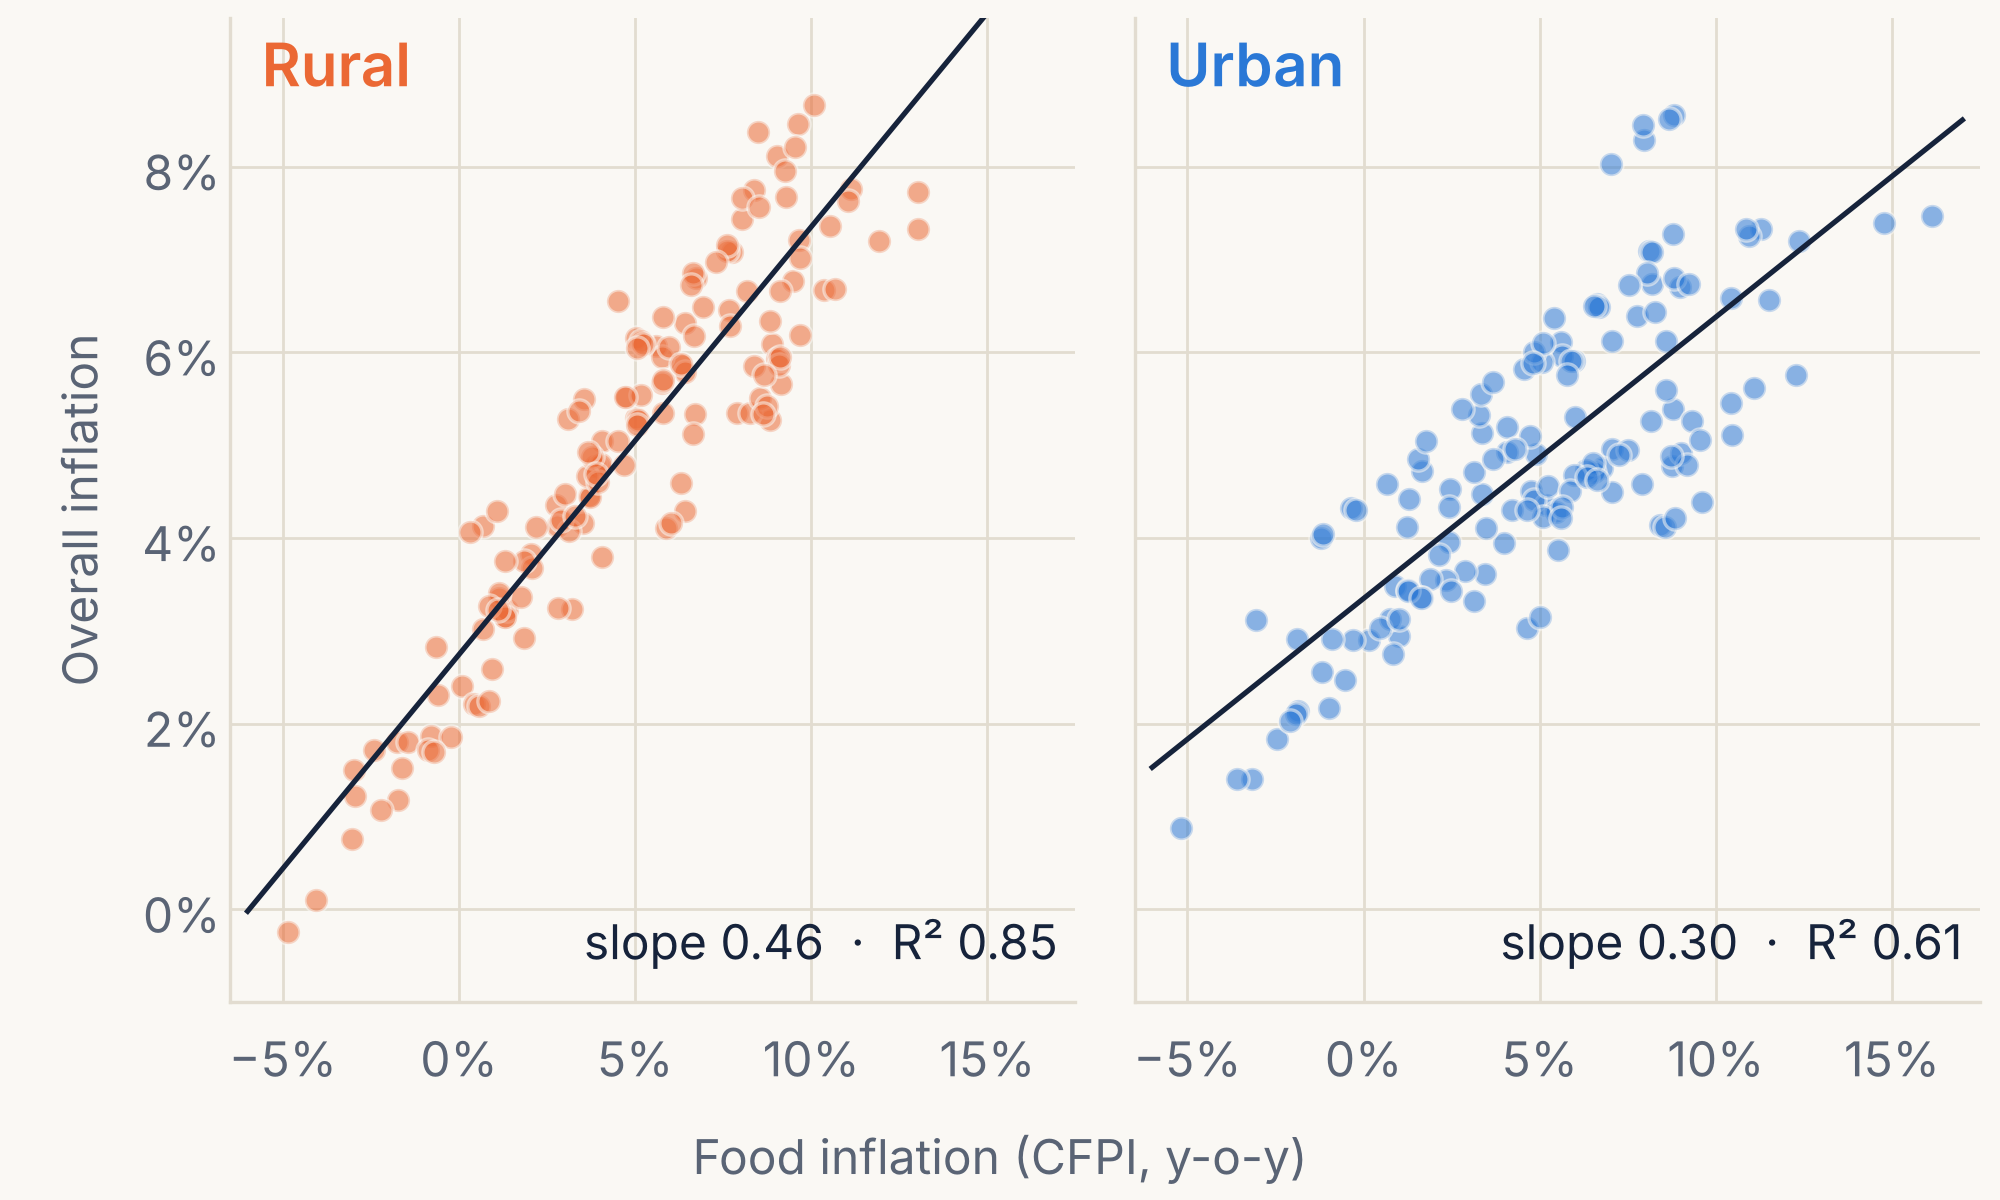 Rural
Urban
8%
6%
4%
2%
0%
Overall inflation
slope 0.46 · R² 0.85
slope 0.30 · R² 0.61
−5% 0% 5% 10% 15%
−5% 0% 5% 10% 15%
Food inflation (CFPI, y-o-y)